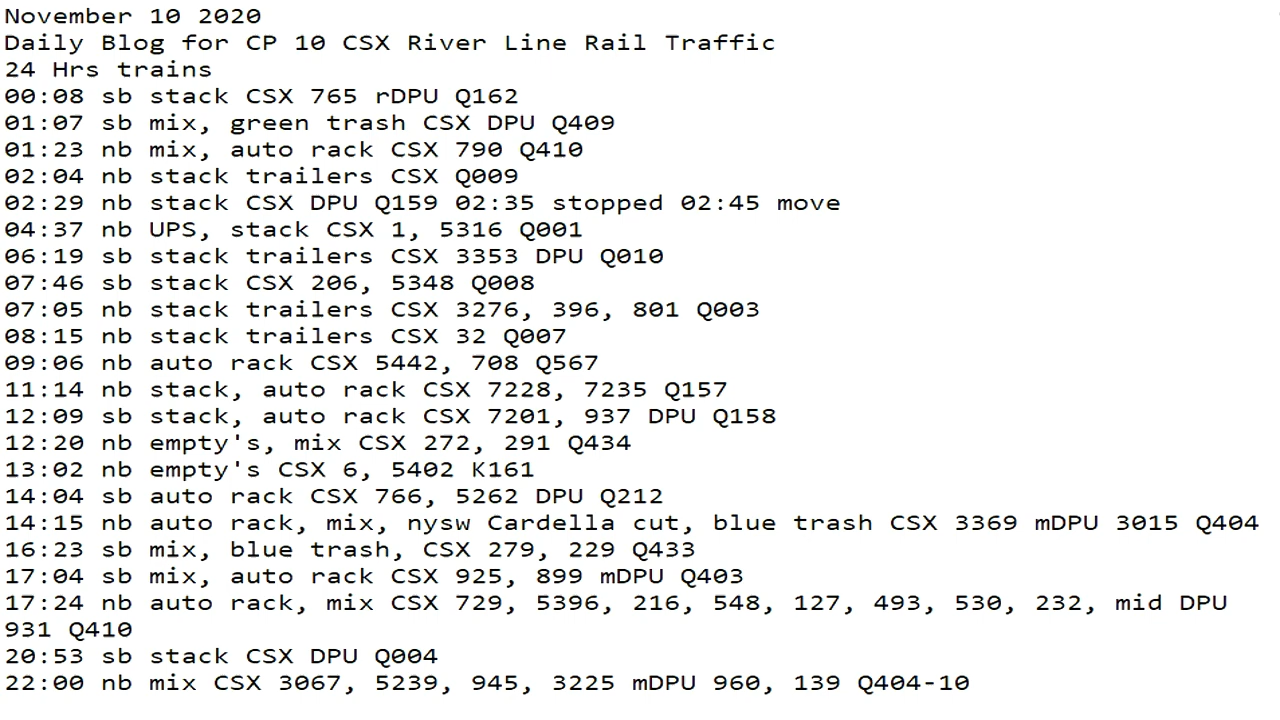 November 10 2020
Daily Blog for CP 10 CSX River Line Rail Traffic
24 Hrs trains
00:08 sb stack CSX 765 rDPU Q162
01:07 sb mix, green trash CSX DPU Q409
01:23 nb mix, auto rack CSX 790 Q410
02:04 nb stack trailers CSX Q009
02:29 nb stack CSX DPU Q159 02:35 stopped 02:45 move
04:37 nb UPS, stack CSX 1, 5316 Q001
06:19 sb stack trailers CSX 3353 DPU Q010
07:46 sb stack CSX 206, 5348 Q008
07:05 nb stack trailers CSX 3276, 396, 801 Q003
08:15 nb stack trailers CSX 32 Q007
09:06 nb auto rack CSX 5442, 708 Q567
11:14 nb stack, auto rack CSX 7228, 7235 Q157
12:09 sb stack, auto rack CSX 7201, 937 DPU Q158
12:20 nb empty's, mix CSX 272, 291 Q434
13:02 nb empty's CSX 6, 5402 K161
14:04 sb auto rack CSX 766, 5262 DPU Q212
14:15 nb auto rack, mix, nysw Cardella cut, blue trash CSX 3369 mDPU 3015 Q404
16:23 sb mix, blue trash, CSX 279, 229 Q433
17:04 sb mix, auto rack CSX 925, 899 mDPU Q403
17:24 nb auto rack, mix CSX 729, 5396, 216, 548, 127, 493, 530, 232, mid DPU
931 Q410
20:53 sb stack CSX DPU Q004
22:00 nb mix CSX 3067, 5239, 945, 3225 mDPU 960, 139 Q404-10